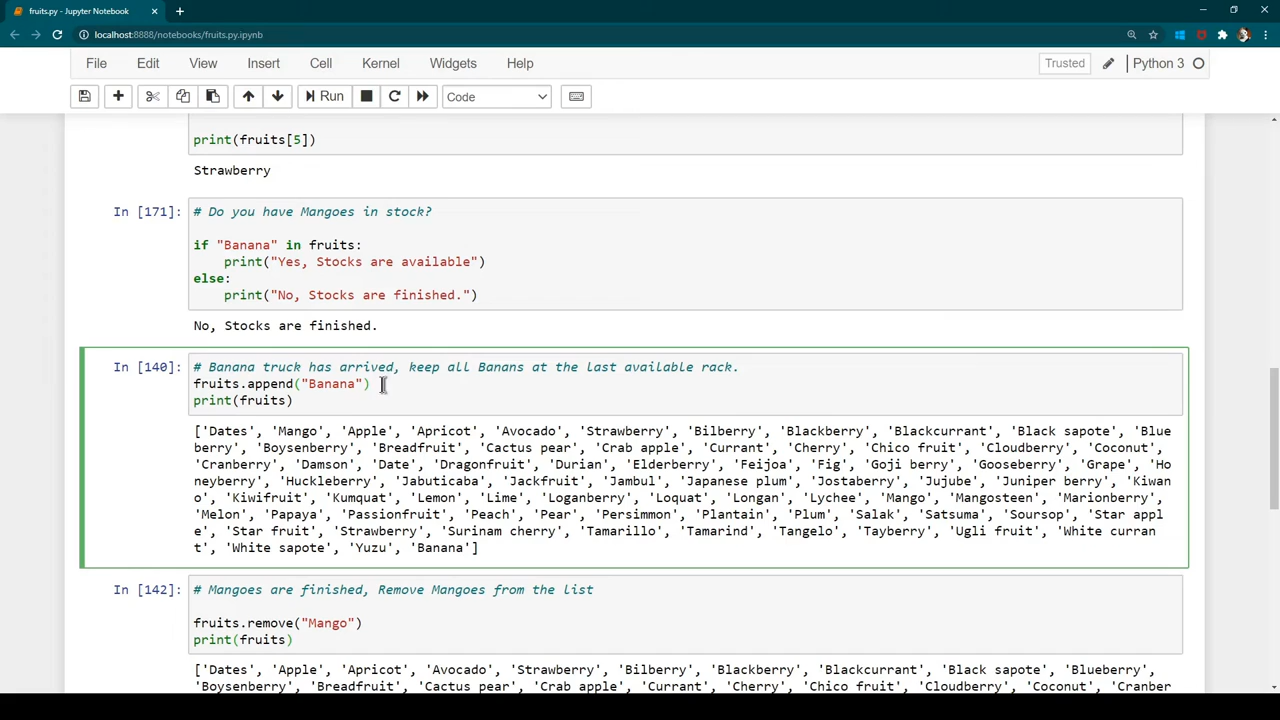 fruits.py - Jupyter Notebook
localhost:8888/notebooks/fruits.py.ipynb
File Edit View Insert Cell Kernel Widgets Help Trusted Python 3
Run Code
print(fruits[5])
Strawberry
In [171]: # Do you have Mangoes in stock?
if "Banana" in fruits:
print("Yes, Stocks are available")
else:
print("No, Stocks are finished.")
No, Stocks are finished.
In [140]: # Banana truck has arrived, keep all Banans at the last available rack.
fruits.append("Banana")
print(fruits)
['Dates', 'Mango', 'Apple', 'Apricot', 'Avocado', 'Strawberry', 'Bilberry', 'Blackberry', 'Blackcurrant', 'Black sapote', 'Blue
berry', 'Boysenberry', 'Breadfruit', 'Cactus pear', 'Crab apple', 'Currant', 'Cherry', 'Chico fruit', 'Cloudberry', 'Coconut',
'Cranberry', 'Damson', 'Date', 'Dragonfruit', 'Durian', 'Elderberry', 'Feijoa', 'Fig', 'Goji berry', 'Gooseberry', 'Grape', 'Ho
neyberry', 'Huckleberry', 'Jabuticaba', 'Jackfruit', 'Jambul', 'Japanese plum', 'Jostaberry', 'Jujube', 'Juniper berry', 'Kiwan
o', 'Kiwifruit', 'Kumquat', 'Lemon', 'Lime', 'Loganberry', 'Loquat', 'Longan', 'Lychee', 'Mango', 'Mangosteen', 'Marionberry',
'Melon', 'Papaya', 'Passionfruit', 'Peach', 'Pear', 'Persimmon', 'Plantain', 'Plum', 'Salak', 'Satsuma', 'Soursop', 'Star appl
e', 'Star fruit', 'Strawberry', 'Surinam cherry', 'Tamarillo', 'Tamarind', 'Tangelo', 'Tayberry', 'Ugli fruit', 'White curran
t', 'White sapote', 'Yuzu', 'Banana']
In [142]: # Mangoes are finished, Remove Mangoes from the list
fruits.remove("Mango")
print(fruits)
['Dates', 'Apple', 'Apricot', 'Avocado', 'Strawberry', 'Bilberry', 'Blackberry', 'Blackcurrant', 'Black sapote', 'Blueberry',
'Boysenberry', 'Breadfruit', 'Cactus pear', 'Crab apple', 'Currant', 'Cherry', 'Chico fruit', 'Cloudberry', 'Coconut', 'Cranber